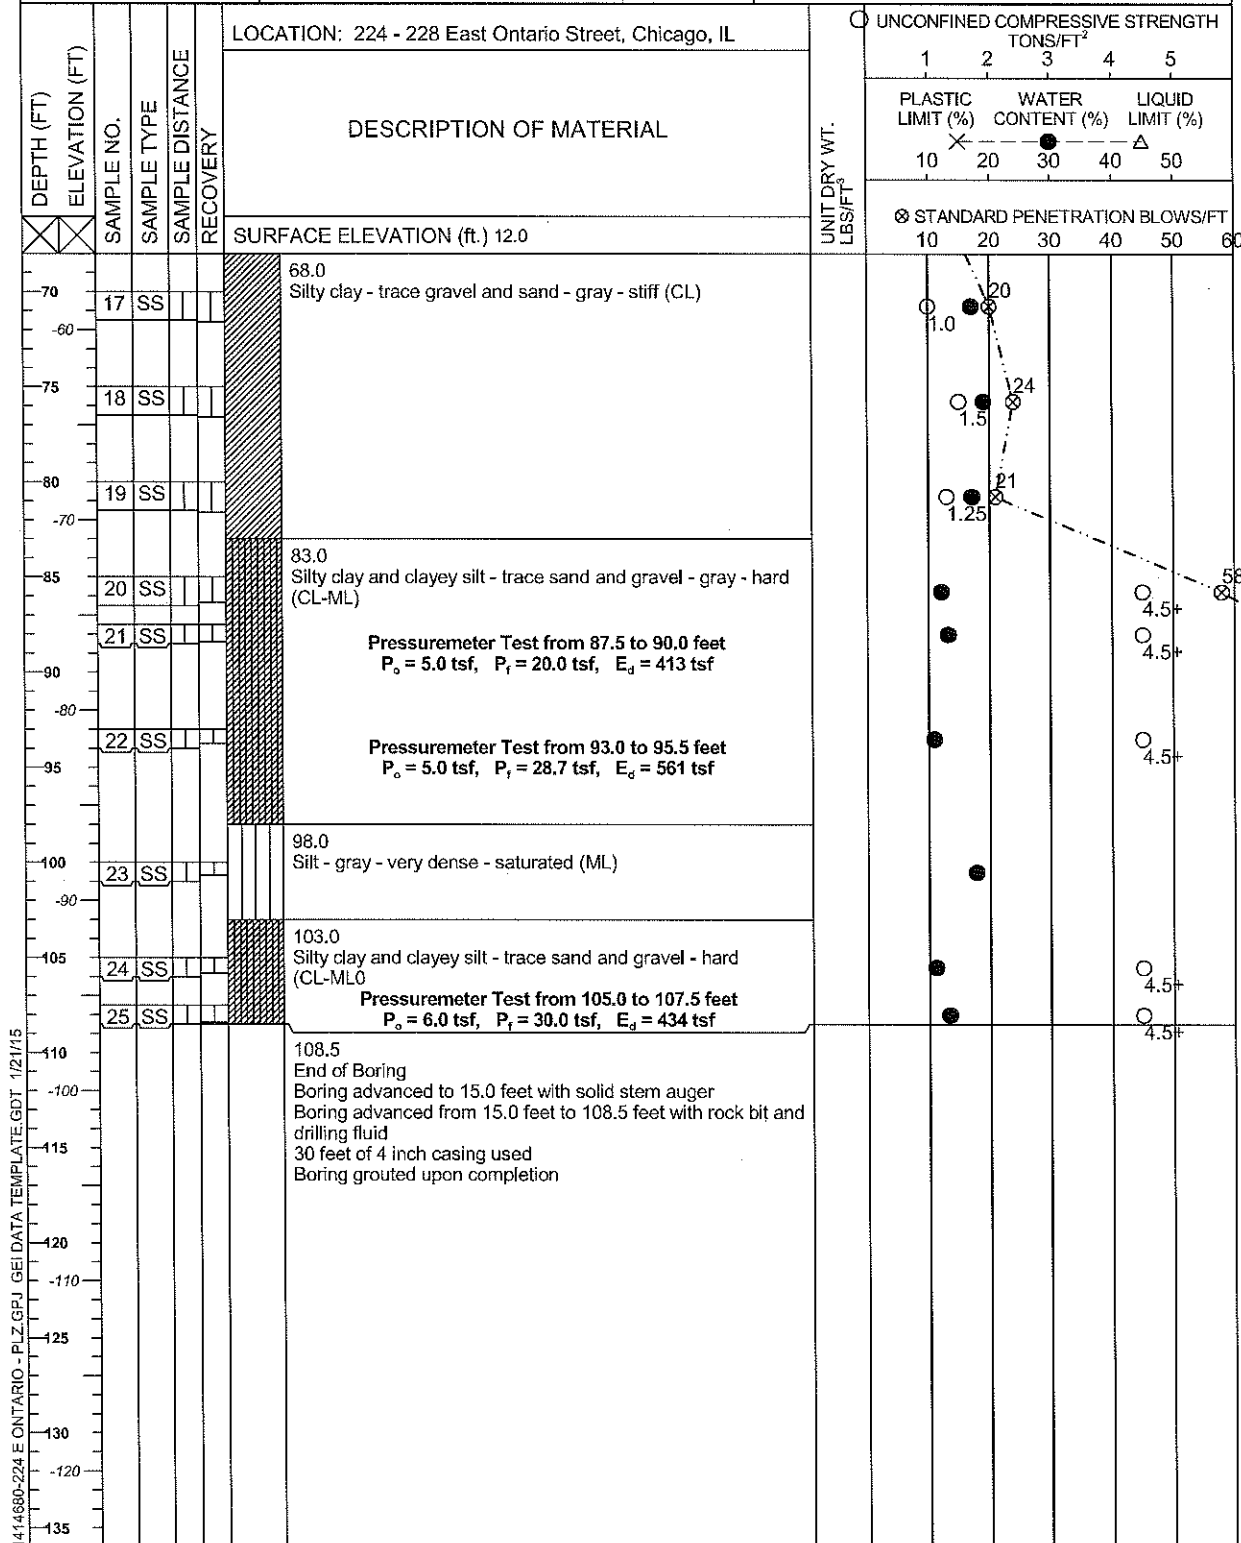 LOCATION: 224 - 228 East Ontario Street, Chicago, IL
DEPTH (FT)
ELEVATION (FT)
SAMPLE NO.
SAMPLE TYPE
SAMPLE DISTANCE
RECOVERY
DESCRIPTION OF MATERIAL
SURFACE ELEVATION (ft.) 12.0
UNIT DRY WT.
LBS/FT³
UNCONFINED COMPRESSIVE STRENGTH
TONS/FT²
1 2 3 4 5
PLASTIC WATER LIQUID
LIMIT (%) CONTENT (%) LIMIT (%)
10 20 30 40 50
⊗ STANDARD PENETRATION BLOWS/FT
10 20 30 40 50 60
68.0
70 17 SS Silty clay - trace gravel and sand - gray - stiff (CL) 20
-60 1.0
75 18 SS 24
1.5
80 19 SS 21
-70 1.25
83.0
85 20 SS Silty clay and clayey silt - trace sand and gravel - gray - hard 58
(CL-ML) 4.5+
21 SS Pressuremeter Test from 87.5 to 90.0 feet
90 Pₒ = 5.0 tsf, P_f = 20.0 tsf, E_d = 413 tsf 4.5+
-80
22 SS Pressuremeter Test from 93.0 to 95.5 feet
95 Pₒ = 5.0 tsf, P_f = 28.7 tsf, E_d = 561 tsf 4.5+
98.0
100 23 SS Silt - gray - very dense - saturated (ML)
-90
103.0
105 24 SS Silty clay and clayey silt - trace sand and gravel - hard
(CL-ML0 4.5+
Pressuremeter Test from 105.0 to 107.5 feet
25 SS Pₒ = 6.0 tsf, P_f = 30.0 tsf, E_d = 434 tsf 4.5+
110 108.5
End of Boring
-100 Boring advanced to 15.0 feet with solid stem auger
Boring advanced from 15.0 feet to 108.5 feet with rock bit and
drilling fluid
115 30 feet of 4 inch casing used
Boring grouted upon completion
120
-110
125
130
-120
135
1414680-224 E ONTARIO - PLZ.GPJ GEI DATA TEMPLATE.GDT 1/21/15